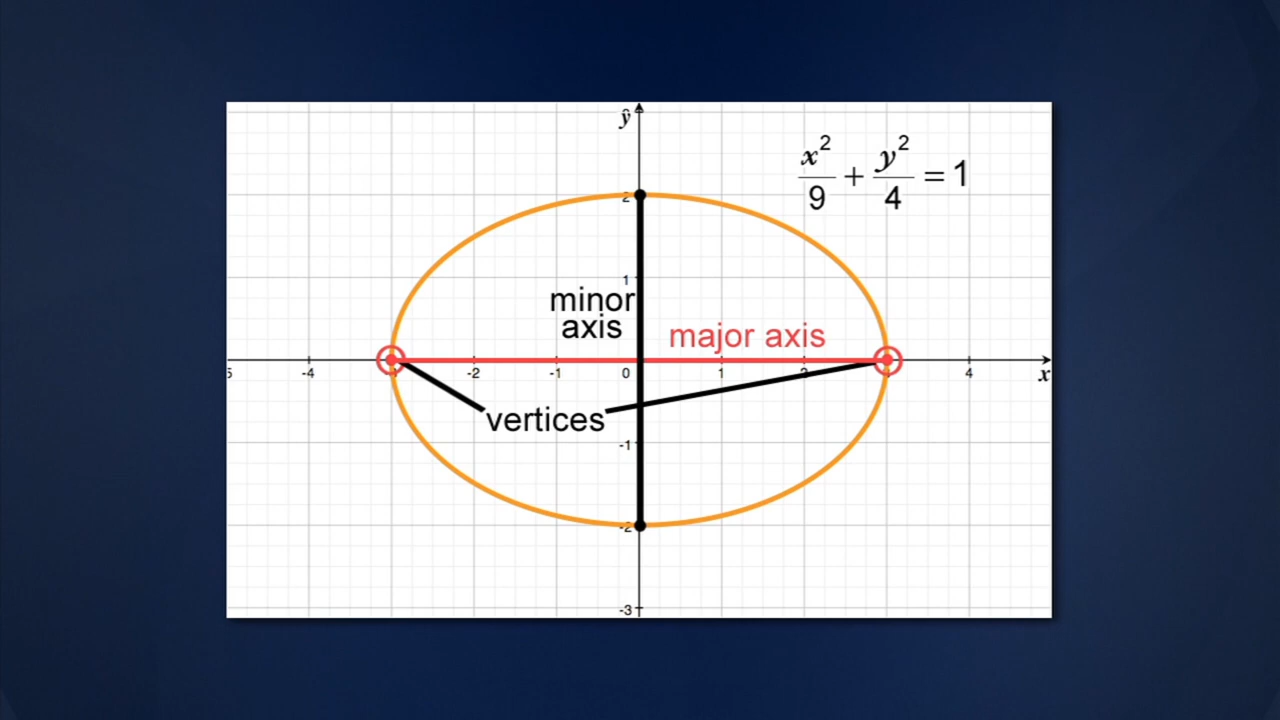 ŷ
x² y²
— + — = 1
9 4
2
1
minor
axis
major axis
5 -4 -2 -1 0 1 2 4 x
vertices
-1
-2
-3